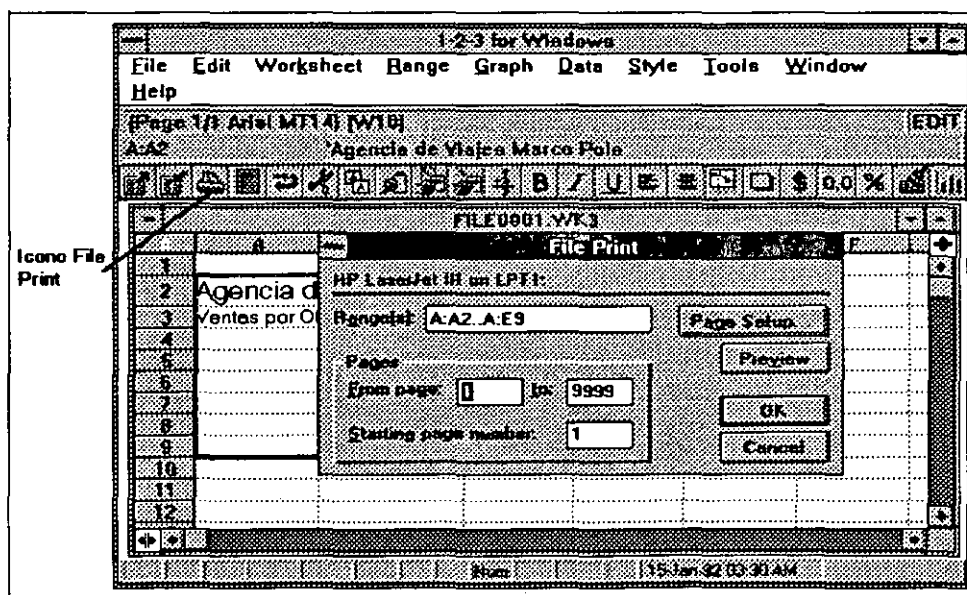 1-2-3 for Windows
File Edit Worksheet Range Graph Data Style Tools Window
Help
{Page 1/1 Arial MT14} [W10] EDIT
A:A2 'Agencia de Viajes Marco Polo
B I U $ 0,0 %
FILE0001.WK3
Icono File
Print
File Print
A F
1
2 Agencia d
3 Ventas por O
4
5
6
7
8
9
10
11
12
HP LaserJet III on LPT1:
Range(s): A:A2..A:E9 Page Setup...
Preview
Pages
From page: 1 to: 9999
OK
Starting page number: 1
Cancel
Num 15-Jan-92 03:30 AM